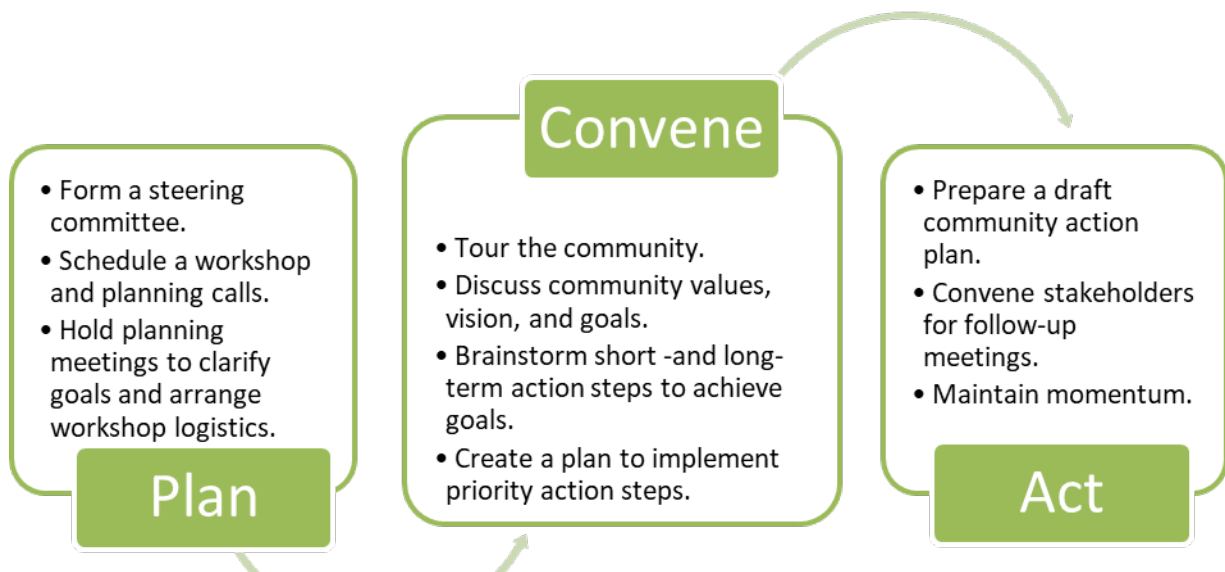 • Form a steering
committee.
• Schedule a workshop
and planning calls.
• Hold planning
meetings to clarify
goals and arrange
workshop logistics.
Plan
Convene
• Tour the community.
• Discuss community values,
vision, and goals.
• Brainstorm short -and long-
term action steps to achieve
goals.
• Create a plan to implement
priority action steps.
• Prepare a draft
community action
plan.
• Convene stakeholders
for follow-up
meetings.
• Maintain momentum.
Act